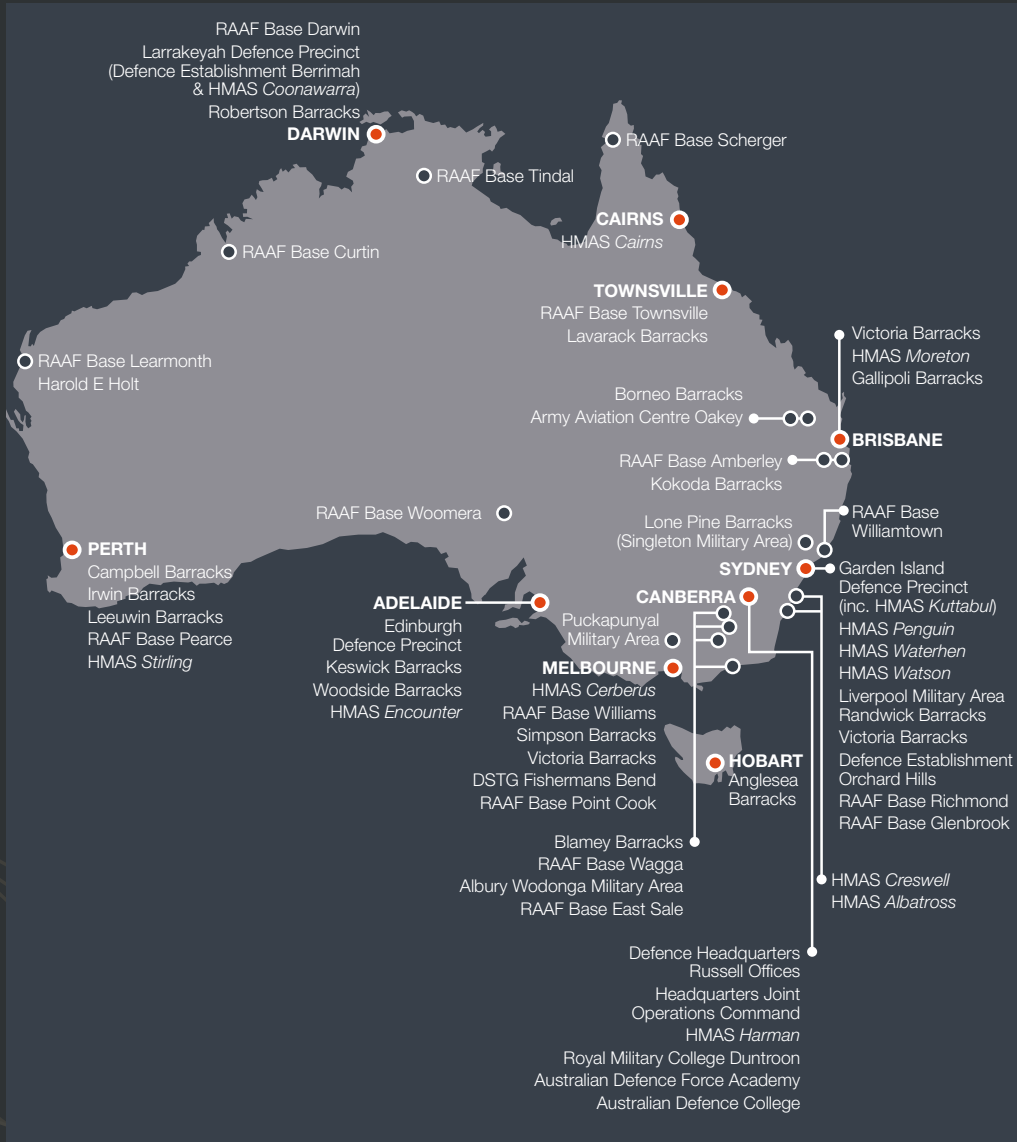 RAAF Base Darwin
Larrakeyah Defence Precinct
(Defence Establishment Berrimah
& HMAS Coonawarra)
Robertson Barracks
DARWIN
RAAF Base Scherger
RAAF Base Tindal
CAIRNS
HMAS Cairns
RAAF Base Curtin
TOWNSVILLE
RAAF Base Townsville
Lavarack Barracks
Victoria Barracks
HMAS Moreton
Gallipoli Barracks
RAAF Base Learmonth
Harold E Holt
Borneo Barracks
Army Aviation Centre Oakey
BRISBANE
RAAF Base Amberley
Kokoda Barracks
RAAF Base Woomera
Lone Pine Barracks
(Singleton Military Area)
RAAF Base
Williamtown
PERTH
Campbell Barracks
Irwin Barracks
Leeuwin Barracks
RAAF Base Pearce
HMAS Stirling
SYDNEY
Garden Island
Defence Precinct
(inc. HMAS Kuttabul)
HMAS Penguin
HMAS Waterhen
HMAS Watson
Liverpool Military Area
Randwick Barracks
Victoria Barracks
Defence Establishment
Orchard Hills
RAAF Base Richmond
RAAF Base Glenbrook
ADELAIDE
Edinburgh
Defence Precinct
Keswick Barracks
Woodside Barracks
HMAS Encounter
CANBERRA
Puckapunyal
Military Area
MELBOURNE
HMAS Cerberus
RAAF Base Williams
Simpson Barracks
Victoria Barracks
DSTG Fishermans Bend
RAAF Base Point Cook
HOBART
Anglesea
Barracks
Blamey Barracks
RAAF Base Wagga
Albury Wodonga Military Area
RAAF Base East Sale
HMAS Creswell
HMAS Albatross
Defence Headquarters
Russell Offices
Headquarters Joint
Operations Command
HMAS Harman
Royal Military College Duntroon
Australian Defence Force Academy
Australian Defence College